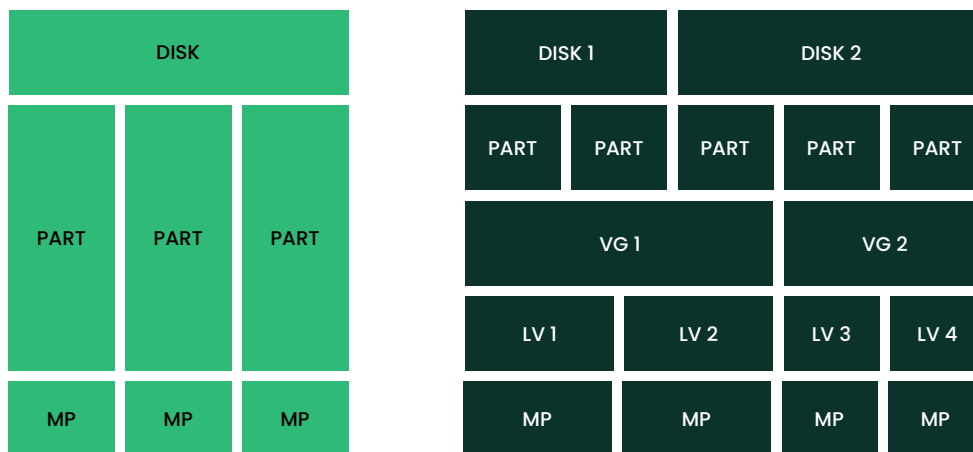 DISK
PART PART PART
MP MP MP
DISK 1 DISK 2
PART PART PART PART PART
VG 1 VG 2
LV 1 LV 2 LV 3 LV 4
MP MP MP MP